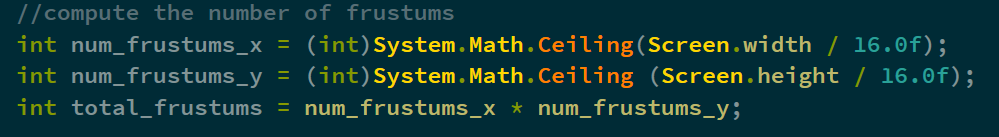 //compute the number of frustums
int num_frustums_x = (int)System.Math.Ceiling(Screen.width / 16.0f);
int num_frustums_y = (int)System.Math.Ceiling (Screen.height / 16.0f);
int total_frustums = num_frustums_x * num_frustums_y;